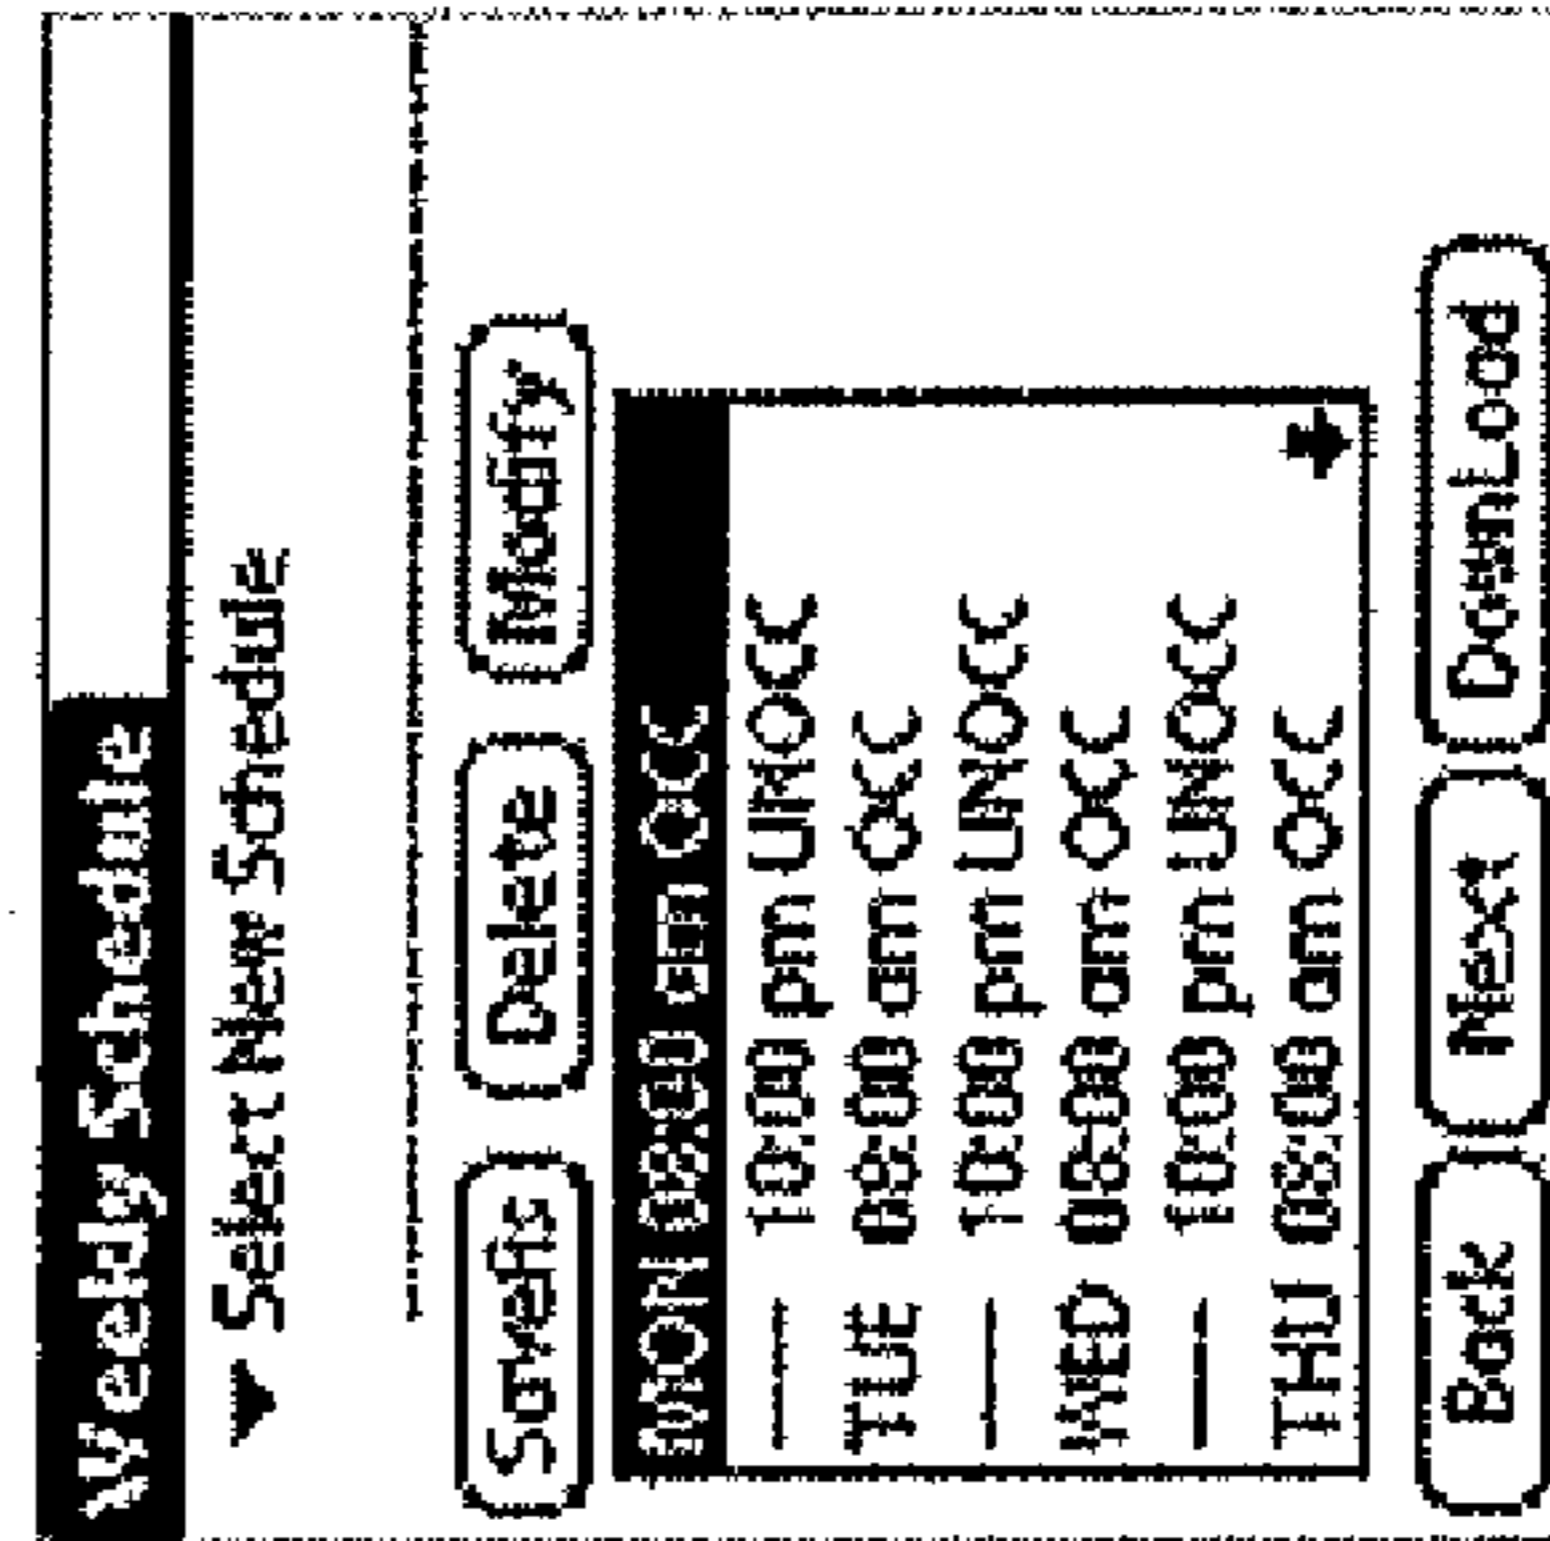 Weekly Schedule
Select New Schedule
SaveAs Delete Modify
MON 08:00 am OCC
10:00 pm UNOCC
TUE 08:00 am OCC
10:00 pm UNOCC
WED 08:00 am OCC
10:00 pm UNOCC
THU 08:00 am OCC
Back Next DownLoad